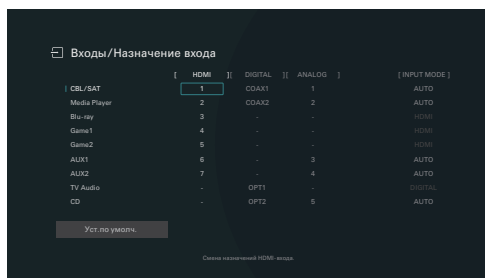 Входы/Назначение входа
[ HDMI ][ DIGITAL ][ ANALOG ] [ INPUT MODE ]
CBL/SAT 1 COAX1 1 AUTO
Media Player 2 COAX2 2 AUTO
Blu-ray 3 - - HDMI
Game1 4 - - HDMI
Game2 5 - - HDMI
AUX1 6 - 3 AUTO
AUX2 7 - 4 AUTO
TV Audio - OPT1 - DIGITAL
CD - OPT2 5 AUTO
Уст.по умолч.
Смена назначений HDMI-входа.